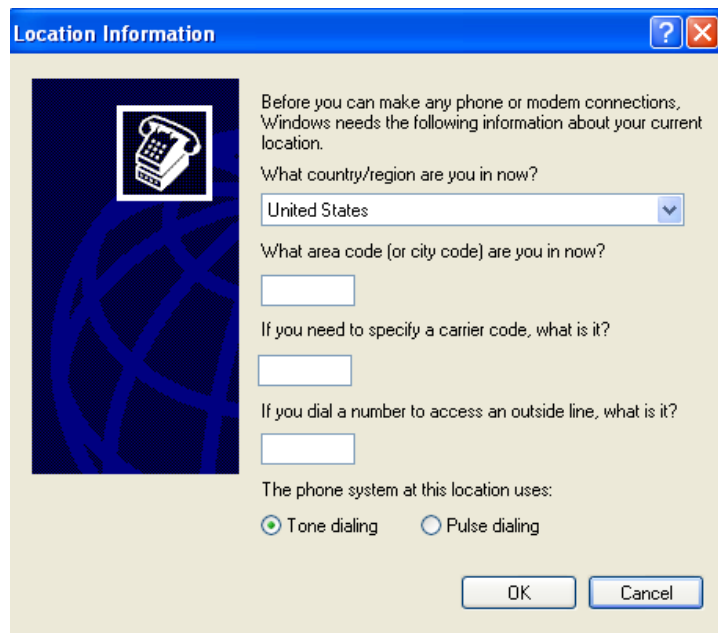 Location Information
?
Before you can make any phone or modem connections,
Windows needs the following information about your current
location.
What country/region are you in now?
United States
What area code (or city code) are you in now?
If you need to specify a carrier code, what is it?
If you dial a number to access an outside line, what is it?
The phone system at this location uses:
Tone dialing Pulse dialing
OK Cancel